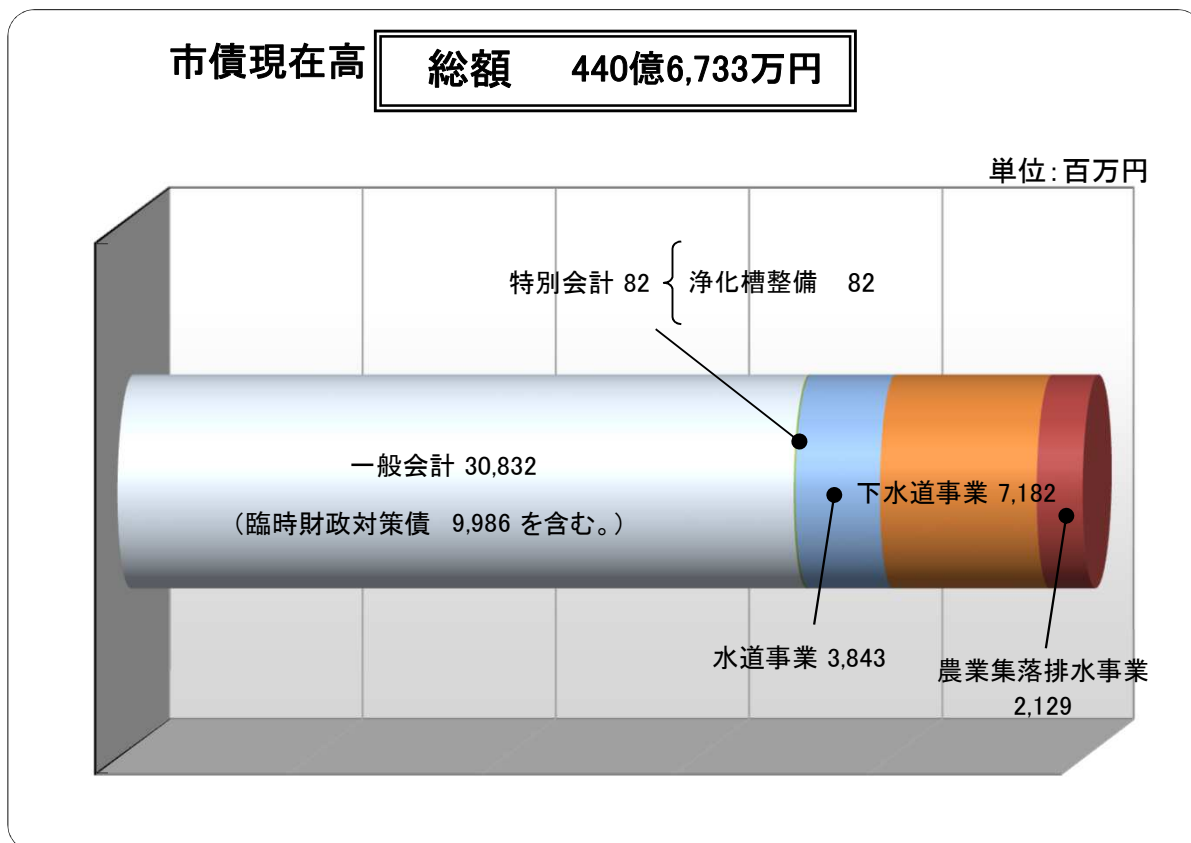 市債現在高
総額 440億6,733万円
単位：百万円
特別会計 82 浄化槽整備 82
一般会計 30,832
（臨時財政対策債 9,986 を含む。）
下水道事業 7,182
水道事業 3,843
農業集落排水事業
2,129